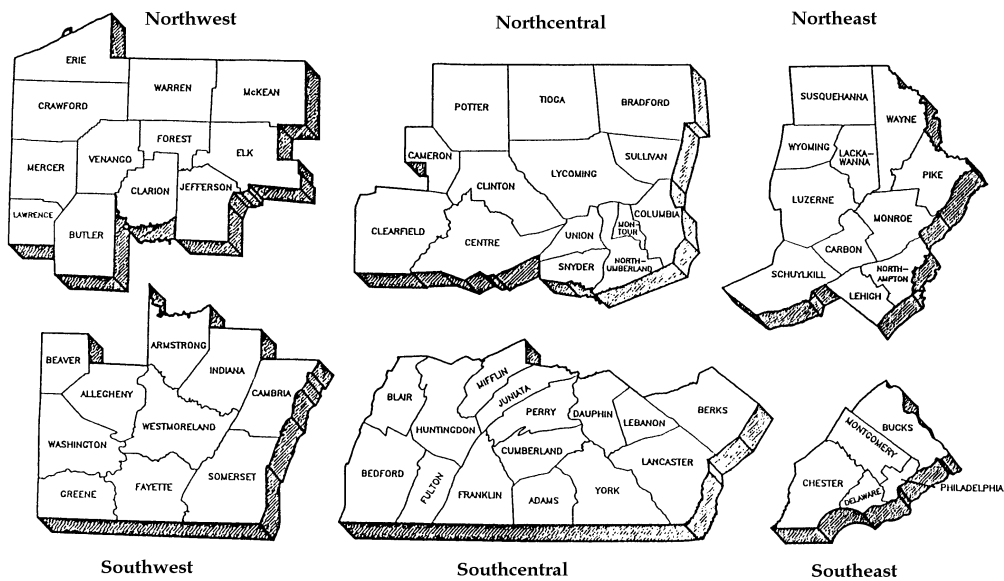 Northwest
ERIE
CRAWFORD
WARREN
McKEAN
FOREST
ELK
MERCER
VENANGO
CLARION
JEFFERSON
LAWRENCE
BUTLER
Northcentral
POTTER
TIOGA
BRADFORD
CAMERON
SULLIVAN
CLINTON
LYCOMING
CLEARFIELD
CENTRE
UNION
MON-
TOUR
COLUMBIA
SNYDER
NORTH-
UMBERLAND
Northeast
SUSQUEHANNA
WAYNE
WYOMING
LACKA-
WANNA
PIKE
LUZERNE
MONROE
CARBON
SCHUYLKILL
NORTH-
AMPTON
LEHIGH
BEAVER
ARMSTRONG
INDIANA
ALLEGHENY
CAMBRIA
WESTMORELAND
WASHINGTON
SOMERSET
GREENE
FAYETTE
Southwest
BLAIR
MIFFLIN
JUNIATA
HUNTINGDON
PERRY
DAUPHIN
LEBANON
BERKS
CUMBERLAND
LANCASTER
BEDFORD
FULTON
FRANKLIN
ADAMS
YORK
Southcentral
BUCKS
MONTGOMERY
CHESTER
DELAWARE
PHILADELPHIA
Southeast